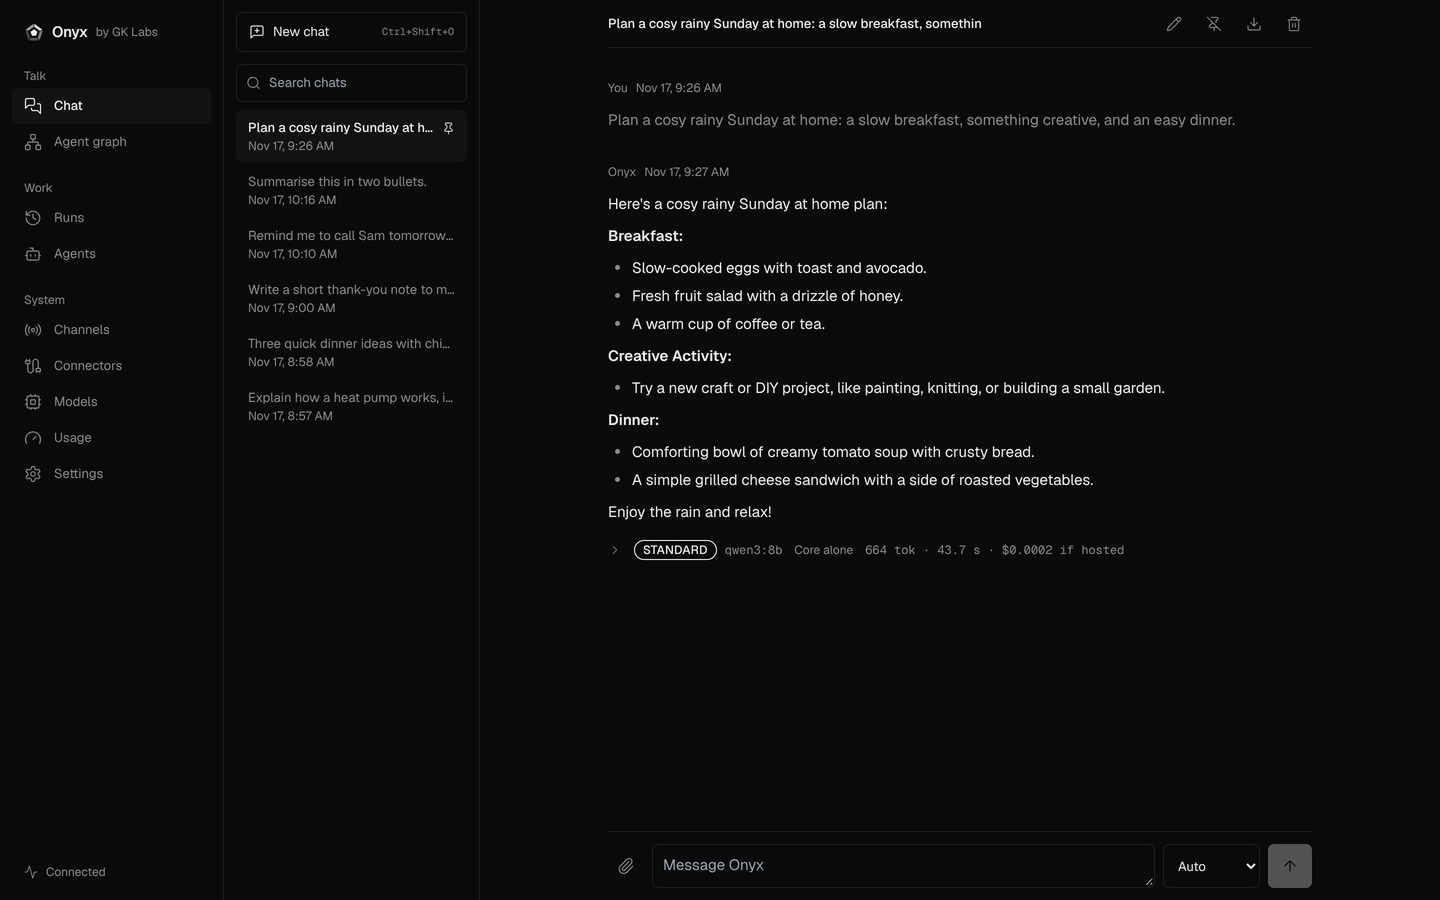 Onyx by GK Labs
Talk
Chat
Agent graph
Work
Runs
Agents
System
Channels
Connectors
Models
Usage
Settings
Connected
New chat Ctrl+Shift+O
Search chats
Plan a cosy rainy Sunday at h...
Nov 17, 9:26 AM
Summarise this in two bullets.
Nov 17, 10:16 AM
Remind me to call Sam tomorrow...
Nov 17, 10:10 AM
Write a short thank-you note to m...
Nov 17, 9:00 AM
Three quick dinner ideas with chi...
Nov 17, 8:58 AM
Explain how a heat pump works, i...
Nov 17, 8:57 AM
Plan a cosy rainy Sunday at home: a slow breakfast, somethin
You Nov 17, 9:26 AM
Plan a cosy rainy Sunday at home: a slow breakfast, something creative, and an easy dinner.
Onyx Nov 17, 9:27 AM
Here's a cosy rainy Sunday at home plan:
Breakfast:
• Slow-cooked eggs with toast and avocado.
• Fresh fruit salad with a drizzle of honey.
• A warm cup of coffee or tea.
Creative Activity:
• Try a new craft or DIY project, like painting, knitting, or building a small garden.
Dinner:
• Comforting bowl of creamy tomato soup with crusty bread.
• A simple grilled cheese sandwich with a side of roasted vegetables.
Enjoy the rain and relax!
STANDARD qwen3:8b Core alone 664 tok · 43.7 s · $0.0002 if hosted
Message Onyx
Auto